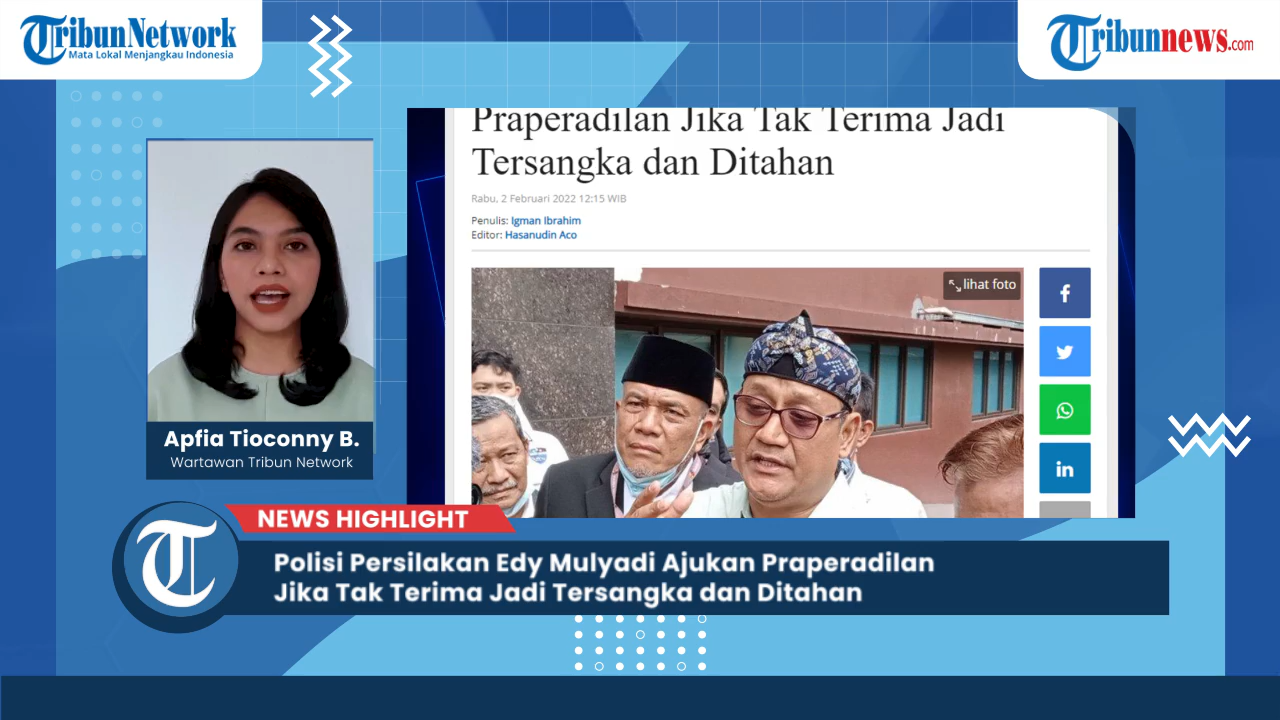 TribunNetwork
Mata Lokal Menjangkau Indonesia
Tribunnews.com
Praperadilan Jika Tak Terima Jadi
Tersangka dan Ditahan
Rabu, 2 Februari 2022 12:15 WIB
Penulis: Igman Ibrahim
Editor: Hasanudin Aco
lihat foto
f
in
Apfia Tioconny B.
Wartawan Tribun Network
T
NEWS HIGHLIGHT
Polisi Persilakan Edy Mulyadi Ajukan Praperadilan
Jika Tak Terima Jadi Tersangka dan Ditahan